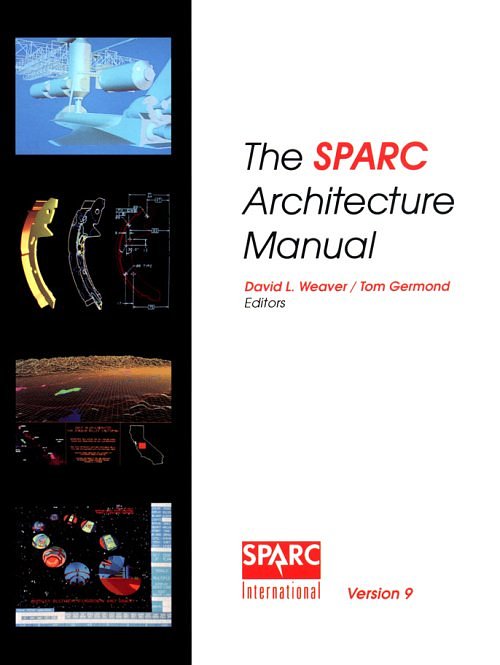 The SPARC
Architecture
Manual
David L. Weaver / Tom Germond
Editors
SPARC
International
Version 9